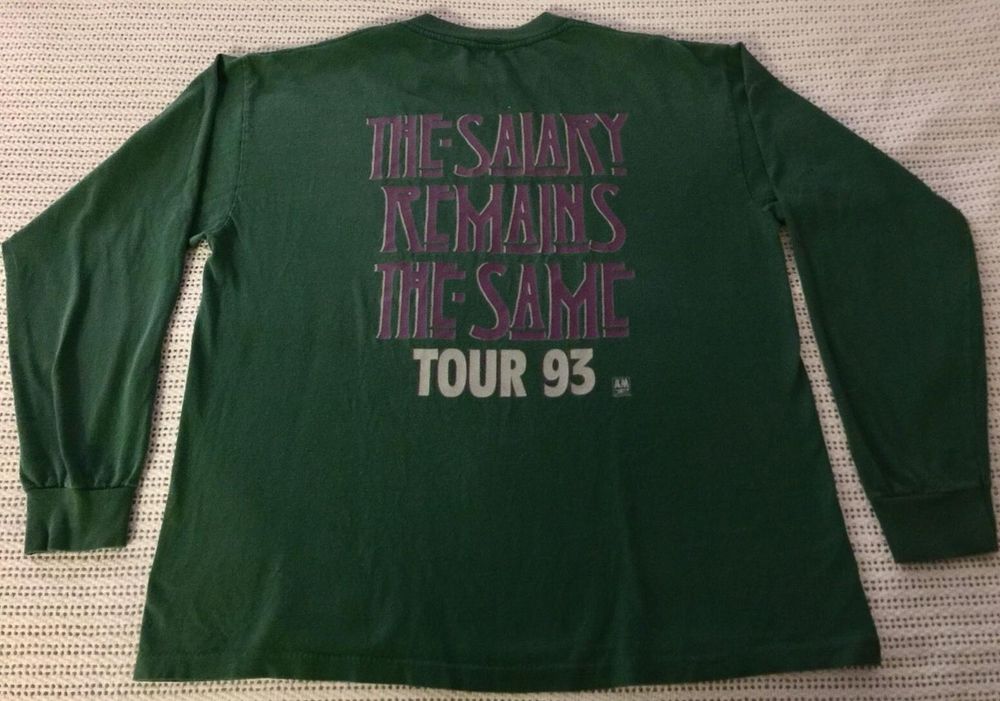 THE SALARY
REMAINS
THE SAME
TOUR 93
A&M